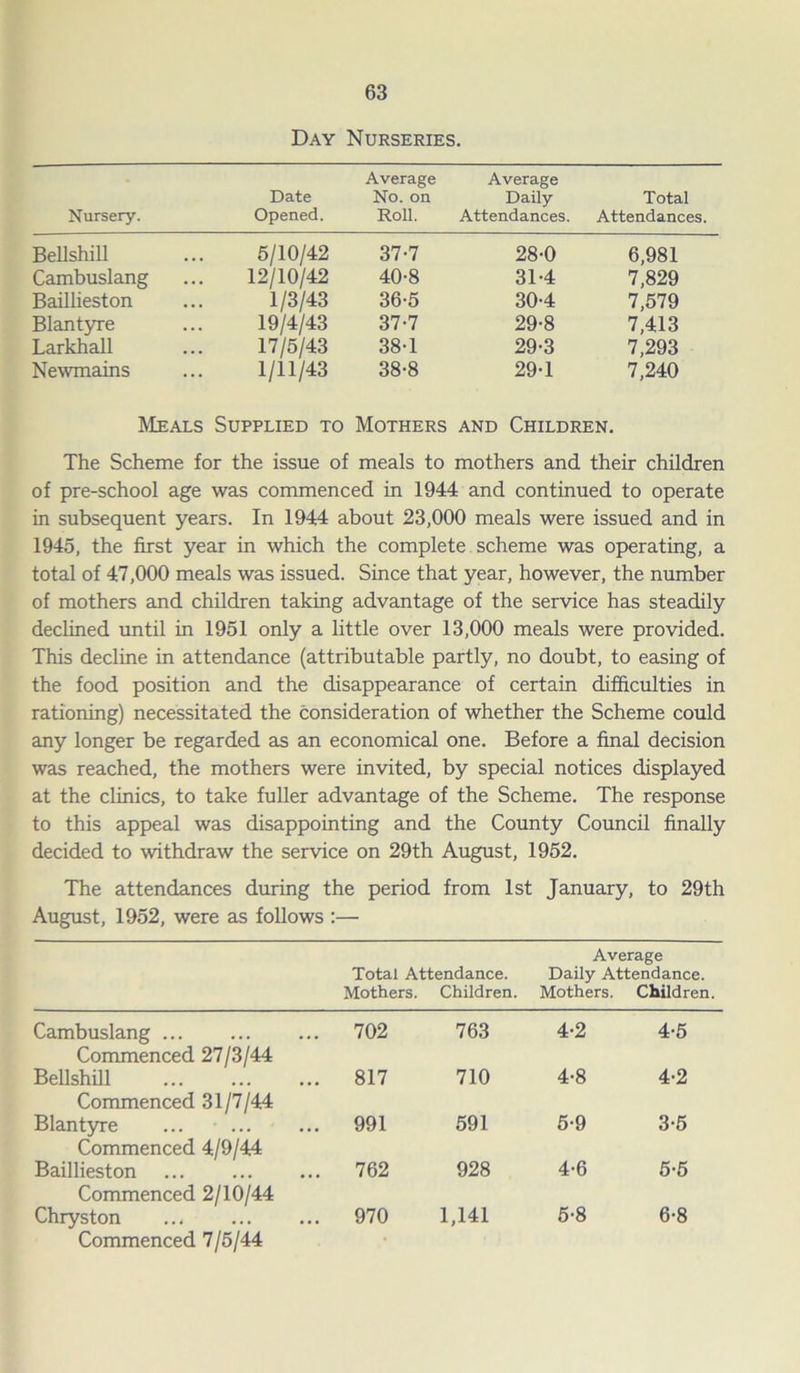 63
DAY NURSERIES.
Nursery. Date Opened. Average No. on Roll. Average Daily Attendances. Total Attendances.
Bellshill ... 5/10/42 37·7 28·0 6,981
Cambuslang ... 12/10/42 40·8 31·4 7,829
Baillieston ... 1/3/43 36·5 30·4 7,579
Blantyre ... 19/4/43 37·7 29·8 7,413
Larkhall ... 17/5/43 38·1 29·3 7,293
Newmains ... 1/11/43 38·8 29·1 7,240
MEALS SUPPLIED TO MOTHERS AND CHILDREN.
The Scheme for the issue of meals to mothers and their children
of pre-school age was commenced in 1944 and continued to operate
in subsequent years. In 1944 about 23,000 meals were issued and in
1945, the first year in which the complete scheme was operating, a
total of 47,000 meals was issued. Since that year, however, the number
of mothers and children taking advantage of the service has steadily
declined until in 1951 only a little over 13,000 meals were provided.
This decline in attendance (attributable partly, no doubt, to easing of
the food position and the disappearance of certain difficulties in
rationing) necessitated the consideration of whether the Scheme could
any longer be regarded as an economical one. Before a final decision
was reached, the mothers were invited, by special notices displayed
at the clinics, to take fuller advantage of the Scheme. The response
to this appeal was disappointing and the County Council finally
decided to withdraw the service on 29th August, 1952.
The attendances during the period from 1st January, to 29th
August, 1952, were as follows :—
Average
Total Attendance. Daily Attendance.
Mothers. Children. Mothers. Children.
Cambuslang ... ... ... 702 763 4·2 4·5
Commenced 27/3/44
Bellshill ... ... ... 817 710 4·8 4·2
Commenced 31/7/44
Blantyre ... ... ... 991 591 5·9 3·5
Commenced 4/9/44
Baillieston ... ... ... 762 928 4·6 5·5
Commenced 2/10/44
Chryston ... ... ... 970 1,141 5·8 6·8
Commenced 7/5/44